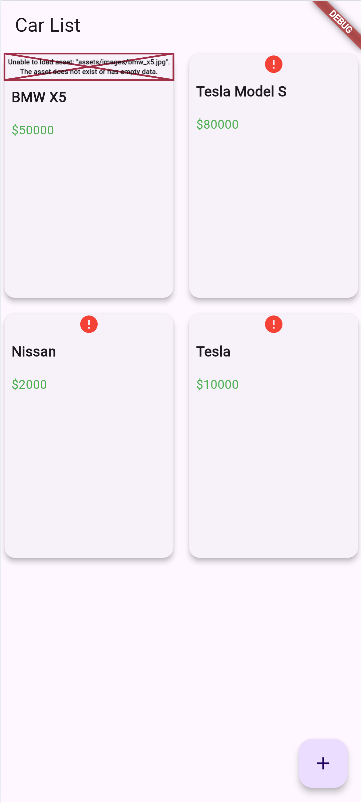 Car List
DEBUG
Unable to load asset: "assets/images/bmw_x5.jpg".
The asset does not exist or has empty data.
BMW X5
$50000
Tesla Model S
$80000
Nissan
$2000
Tesla
$10000